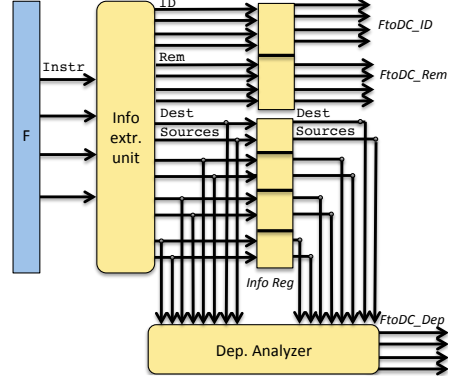 ID
FtoDC_ID
Rem
Instr
FtoDC_Rem
Dest
Dest
Sources
Sources
F
Info
extr.
unit
Info Reg
FtoDC_Dep
Dep. Analyzer